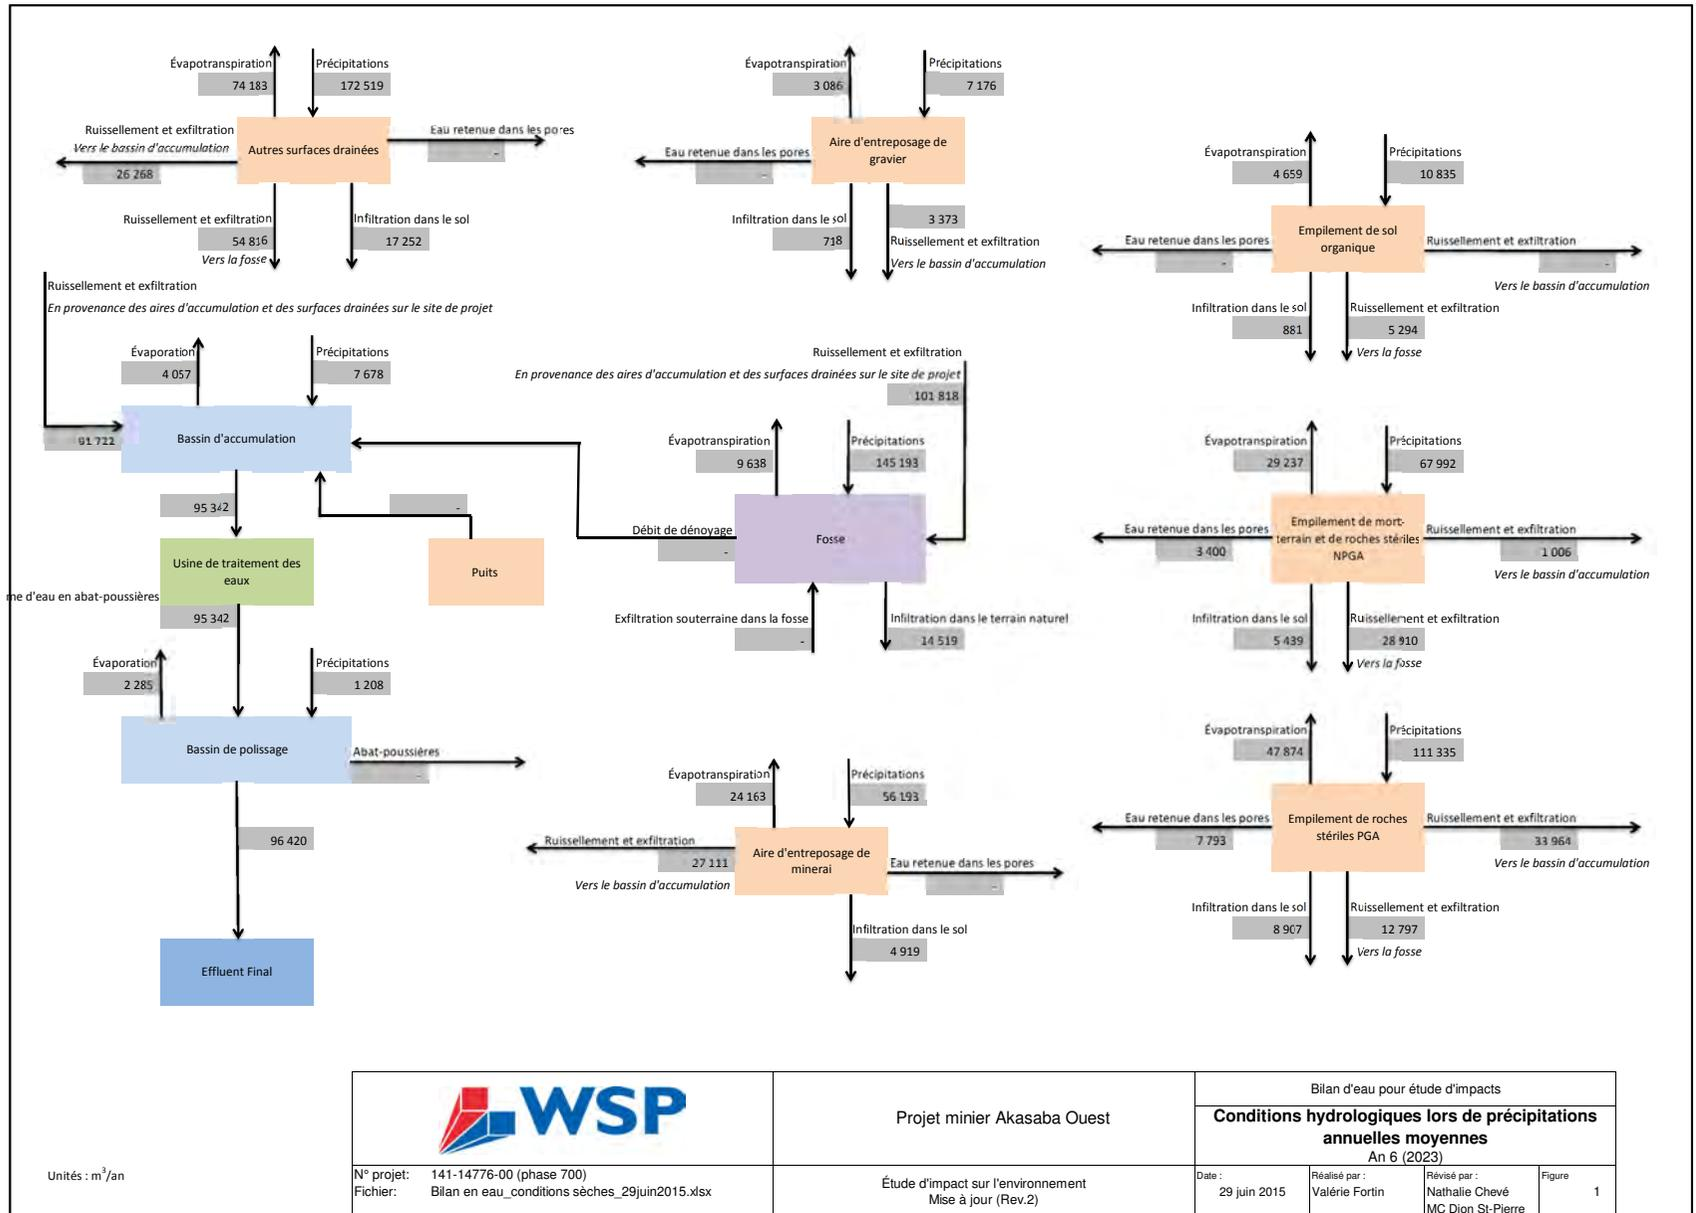 Évapotranspiration
74 183
Précipitations
172 519
Ruissellement et exfiltration
Vers le bassin d'accumulation
26 268
Autres surfaces drainées
Eau retenue dans les pores
-
Ruissellement et exfiltration
54 816
Vers la fosse
Infiltration dans le sol
17 252
Évapotranspiration
3 086
Précipitations
7 176
Eau retenue dans les pores
-
Aire d'entreposage de
gravier
Infiltration dans le sol
718
3 373
Ruissellement et exfiltration
Vers le bassin d'accumulation
Évapotranspiration
4 659
Précipitations
10 835
Eau retenue dans les pores
-
Empilement de sol
organique
Ruissellement et exfiltration
-
Vers le bassin d'accumulation
Infiltration dans le sol
881
Ruissellement et exfiltration
5 294
Vers la fosse
Ruissellement et exfiltration
En provenance des aires d'accumulation et des surfaces drainées sur le site de projet
91 722
Évaporation
4 057
Précipitations
7 678
Bassin d'accumulation
95 342
-
Usine de traitement des
eaux
Puits
me d'eau en abat-poussières
95 342
Évaporation
2 285
Précipitations
1 208
Bassin de polissage
Abat-poussières
-
96 420
Effluent Final
Ruissellement et exfiltration
En provenance des aires d'accumulation et des surfaces drainées sur le site de projet
101 818
Évapotranspiration
9 638
Précipitations
145 193
Débit de dénoyage
-
Fosse
Exfiltration souterraine dans la fosse
-
Infiltration dans le terrain naturel
14 519
Évapotranspiration
24 163
Précipitations
56 193
Ruissellement et exfiltration
27 111
Vers le bassin d'accumulation
Aire d'entreposage de
minerai
Eau retenue dans les pores
-
Infiltration dans le sol
4 919
Évapotranspiration
29 237
Précipitations
67 992
Eau retenue dans les pores
3 400
Empilement de mort-
terrain et de roches stériles
NPGA
Ruissellement et exfiltration
1 006
Vers le bassin d'accumulation
Infiltration dans le sol
5 439
Ruissellement et exfiltration
28 910
Vers la fosse
Évapotranspiration
47 874
Précipitations
111 335
Eau retenue dans les pores
7 793
Empilement de roches
stériles PGA
Ruissellement et exfiltration
33 964
Vers le bassin d'accumulation
Infiltration dans le sol
8 907
Ruissellement et exfiltration
12 797
Vers la fosse
Unités : m³/an
WSP
N° projet: 141-14776-00 (phase 700)
Fichier: Bilan en eau_conditions sèches_29juin2015.xlsx
Projet minier Akasaba Ouest
Étude d'impact sur l'environnement
Mise à jour (Rev.2)
Bilan d'eau pour étude d'impacts
Conditions hydrologiques lors de précipitations
annuelles moyennes
An 6 (2023)
Date :
29 juin 2015
Réalisé par :
Valérie Fortin
Révisé par :
Nathalie Chevé
MC Dion St-Pierre
Figure
1